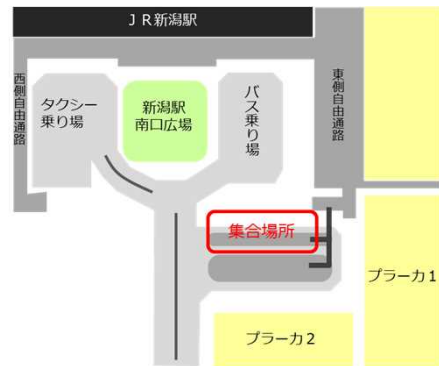 ＪＲ新潟駅
西側自由通路
タクシー
乗り場
新潟駅
南口広場
バス乗り場
東側自由通路
集合場所
プラーカ１
プラーカ２